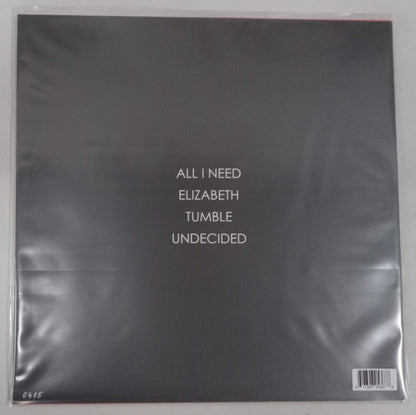 ALL I NEED
ELIZABETH
TUMBLE
UNDECIDED
0415